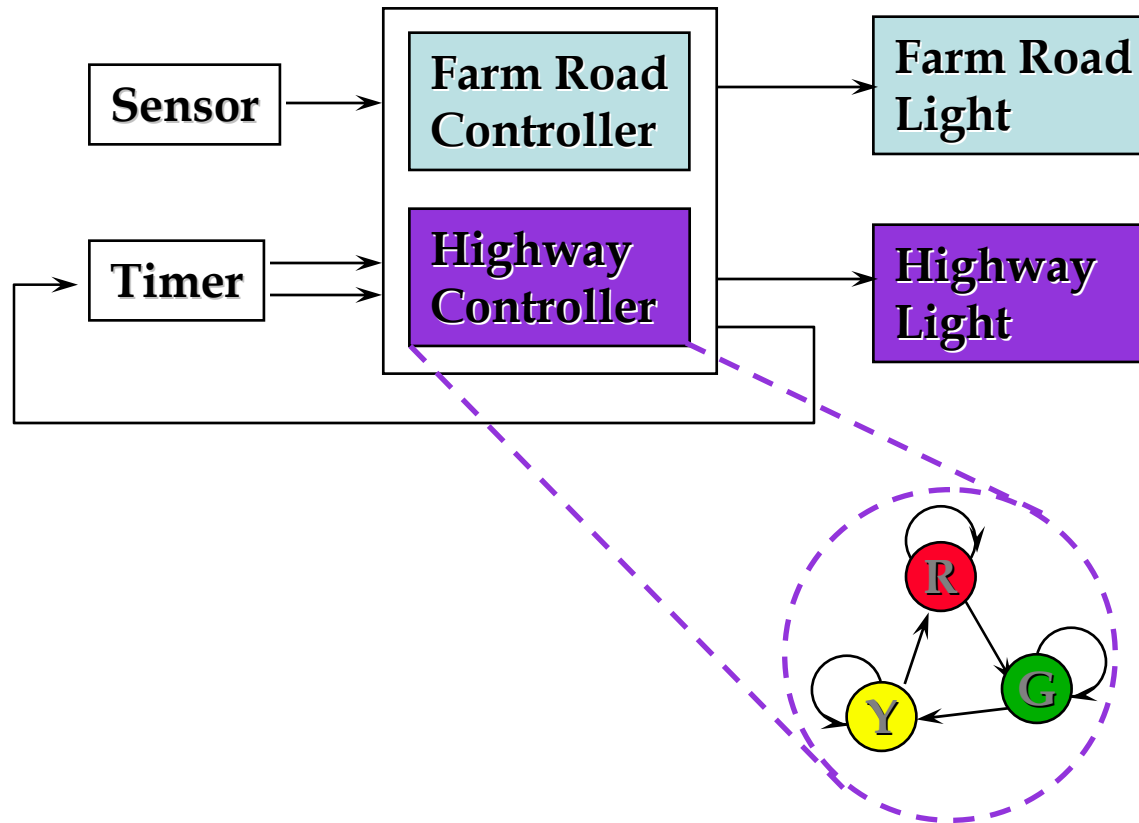 Sensor
Farm Road
Controller
Farm Road
Light
Timer
Highway
Controller
Highway
Light
R
G
Y